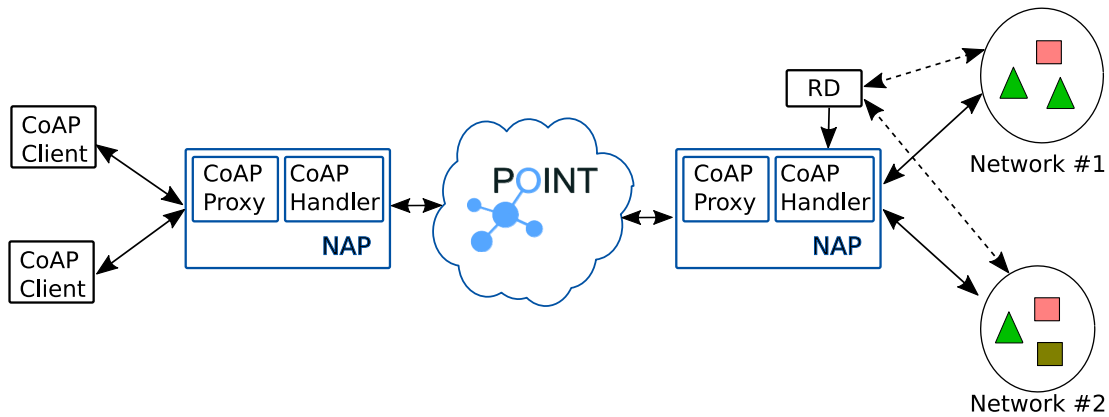 CoAP
Client
CoAP
Client
CoAP
Proxy
CoAP
Handler
NAP
POINT
RD
CoAP
Proxy
CoAP
Handler
NAP
Network #1
Network #2